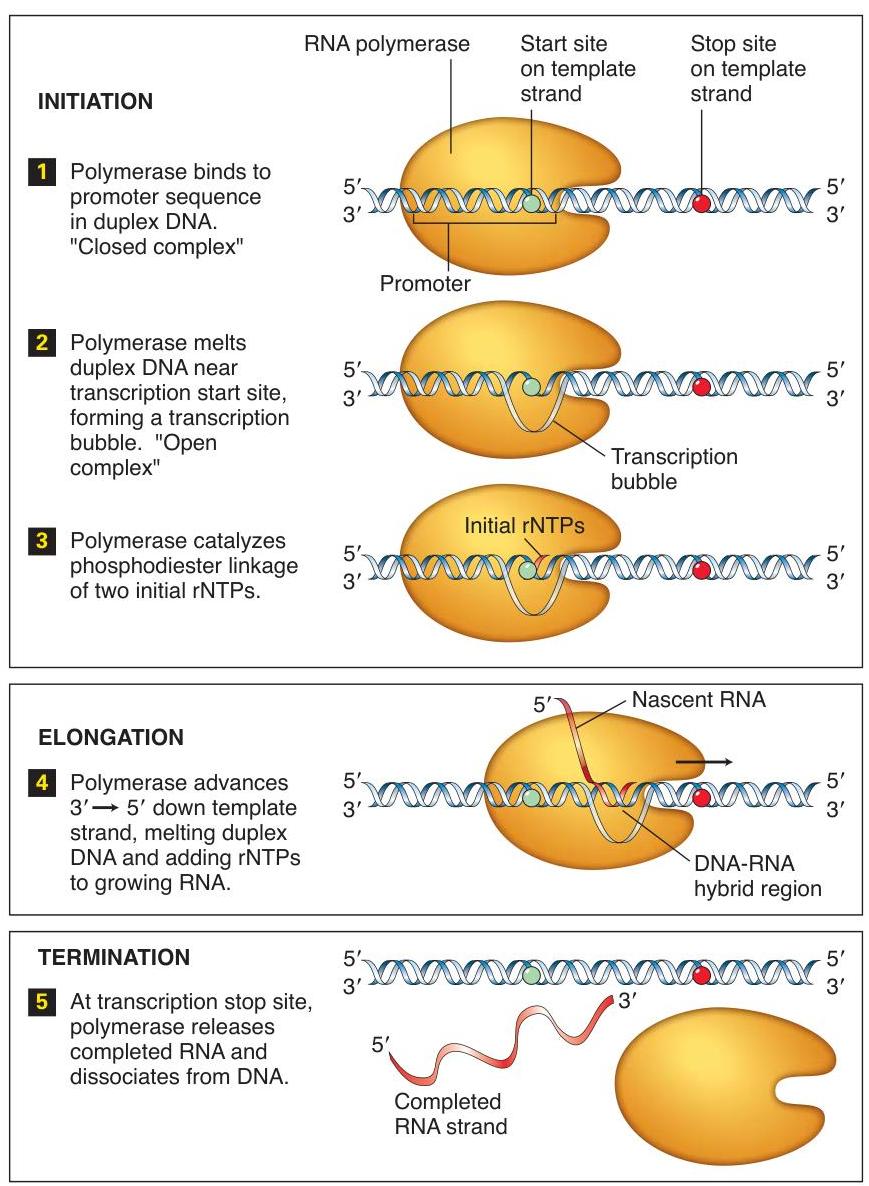 RNA polymerase
Start site
on template
strand
Stop site
on template
strand
INITIATION
1 Polymerase binds to
promoter sequence
in duplex DNA.
"Closed complex"
5′ 5′
3′ 3′
Promoter
2 Polymerase melts
duplex DNA near
transcription start site,
forming a transcription
bubble. "Open
complex"
5′ 5′
3′ 3′
Transcription
bubble
3 Polymerase catalyzes
phosphodiester linkage
of two initial rNTPs.
Initial rNTPs
5′ 5′
3′ 3′
ELONGATION
4 Polymerase advances
3′→ 5′ down template
strand, melting duplex
DNA and adding rNTPs
to growing RNA.
5′ Nascent RNA
5′ 5′
3′ 3′
DNA-RNA
hybrid region
TERMINATION
5 At transcription stop site,
polymerase releases
completed RNA and
dissociates from DNA.
5′ 5′
3′ 3′
3′
5′
Completed
RNA strand